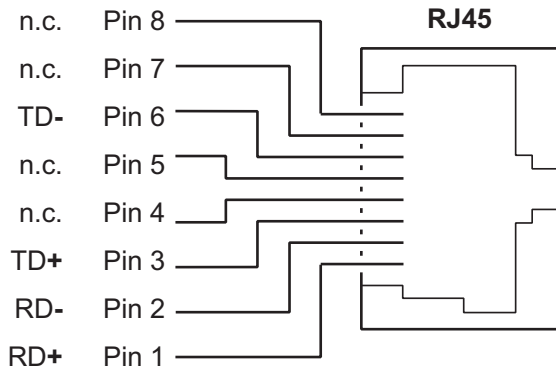 RJ45
n.c. Pin 8
n.c. Pin 7
TD- Pin 6
n.c. Pin 5
n.c. Pin 4
TD+ Pin 3
RD- Pin 2
RD+ Pin 1